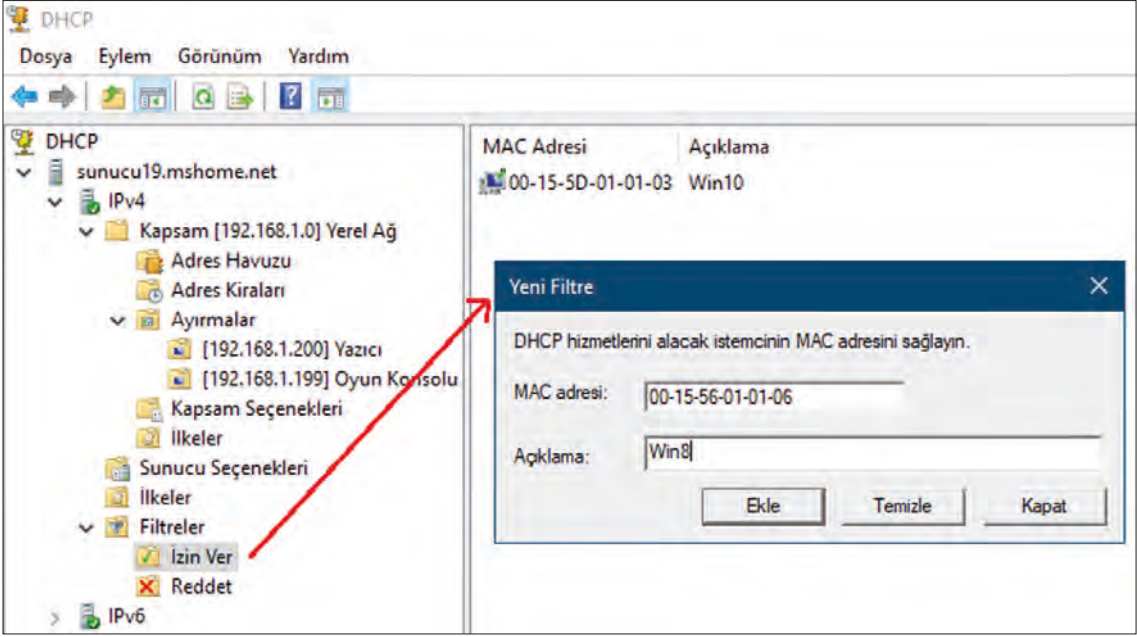 DHCP
Dosya Eylem Görünüm Yardım
DHCP
sunucu19.mshome.net
IPv4
Kapsam [192.168.1.0] Yerel Ağ
Adres Havuzu
Adres Kiraları
Ayırmalar
[192.168.1.200] Yazıcı
[192.168.1.199] Oyun Konsolu
Kapsam Seçenekleri
İlkeler
Sunucu Seçenekleri
İlkeler
Filtreler
İzin Ver
Reddet
IPv6
MAC Adresi Açıklama
00-15-5D-01-01-03 Win10
Yeni Filtre
DHCP hizmetlerini alacak istemcinin MAC adresini sağlayın.
MAC adresi: 00-15-56-01-01-06
Açıklama: Win8
Ekle Temizle Kapat